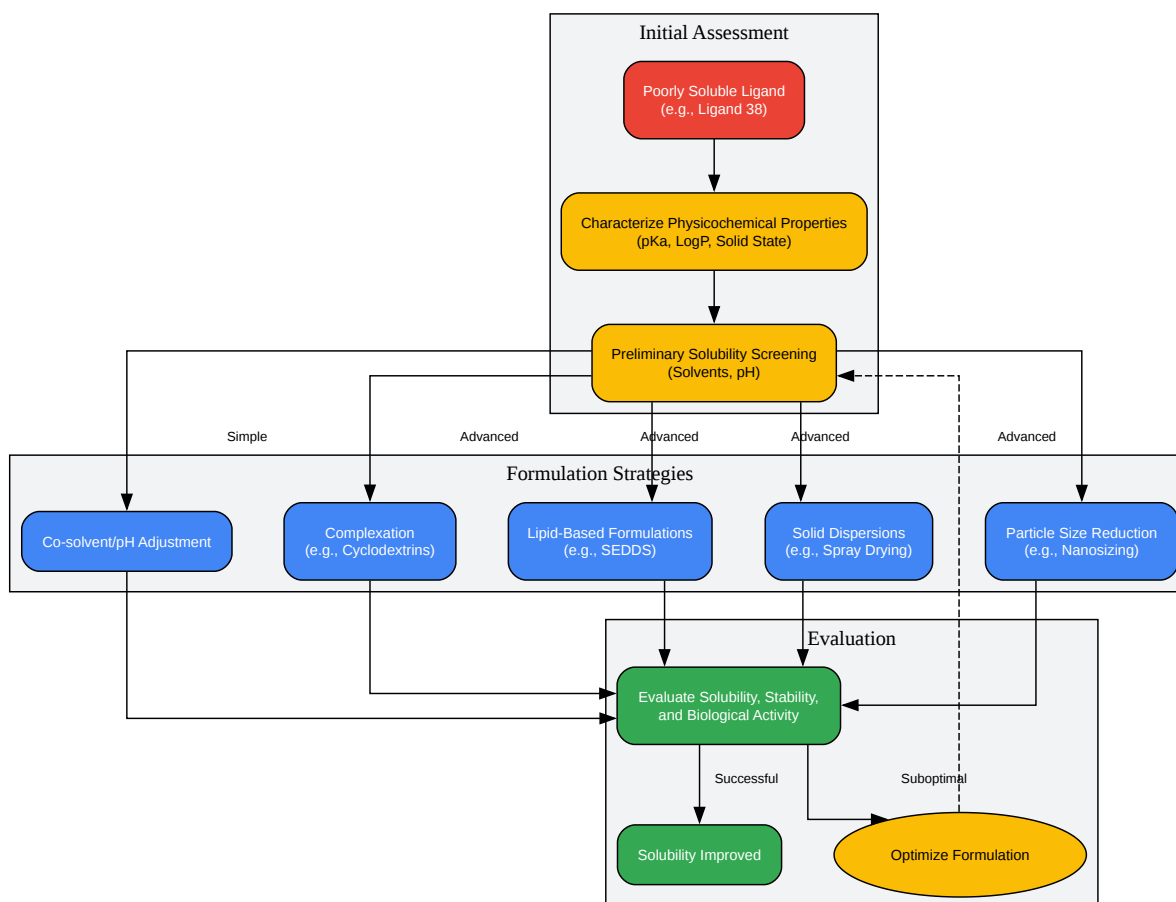 Initial Assessment
Poorly Soluble Ligand
(e.g., Ligand 38)
Characterize Physicochemical Properties
(pKa, LogP, Solid State)
Preliminary Solubility Screening
(Solvents, pH)
Simple
Advanced
Advanced
Advanced
Advanced
Formulation Strategies
Co-solvent/pH Adjustment
Complexation
(e.g., Cyclodextrins)
Lipid-Based Formulations
(e.g., SEDDS)
Solid Dispersions
(e.g., Spray Drying)
Particle Size Reduction
(e.g., Nanosizing)
Evaluation
Evaluate Solubility, Stability,
and Biological Activity
Successful
Suboptimal
Solubility Improved
Optimize Formulation